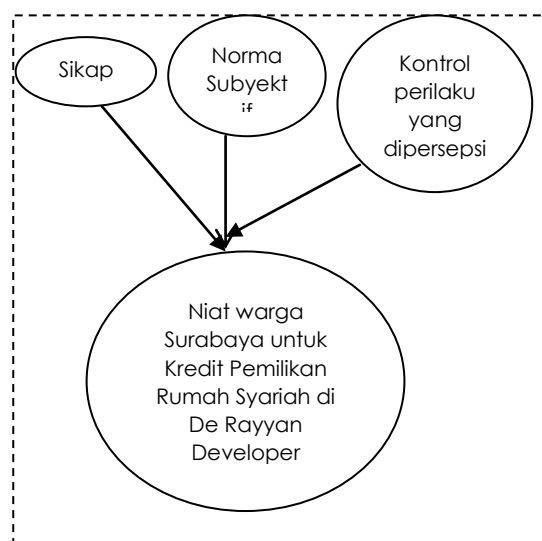 Sikap
Norma
Subyekt
if
Kontrol
perilaku
yang
dipersepsi
Niat warga
Surabaya untuk
Kredit Pemilikan
Rumah Syariah di
De Rayyan
Developer